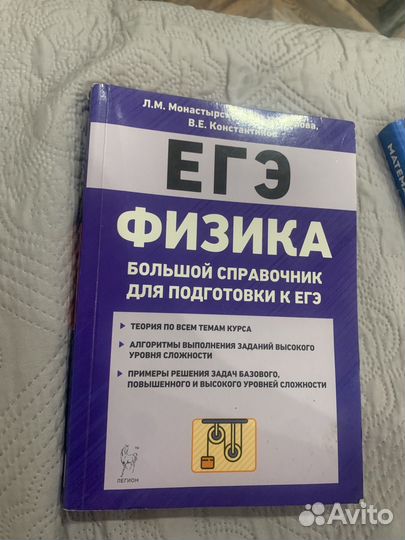 Л.М. Монастырс
В.Е. Константинов
ЕГЭ
ФИЗИКА
БОЛЬШОЙ СПРАВОЧНИК
ДЛЯ ПОДГОТОВКИ К ЕГЭ
ТЕОРИЯ ПО ВСЕМ ТЕМАМ КУРСА
АЛГОРИТМЫ ВЫПОЛНЕНИЯ ЗАДАНИЙ ВЫСОКОГО
УРОВНЯ СЛОЖНОСТИ
ПРИМЕРЫ РЕШЕНИЯ ЗАДАЧ БАЗОВОГО,
ПОВЫШЕННОГО И ВЫСОКОГО УРОВНЕЙ СЛОЖНОСТИ
ЛЕГИОН
МАТЕМА
Avito